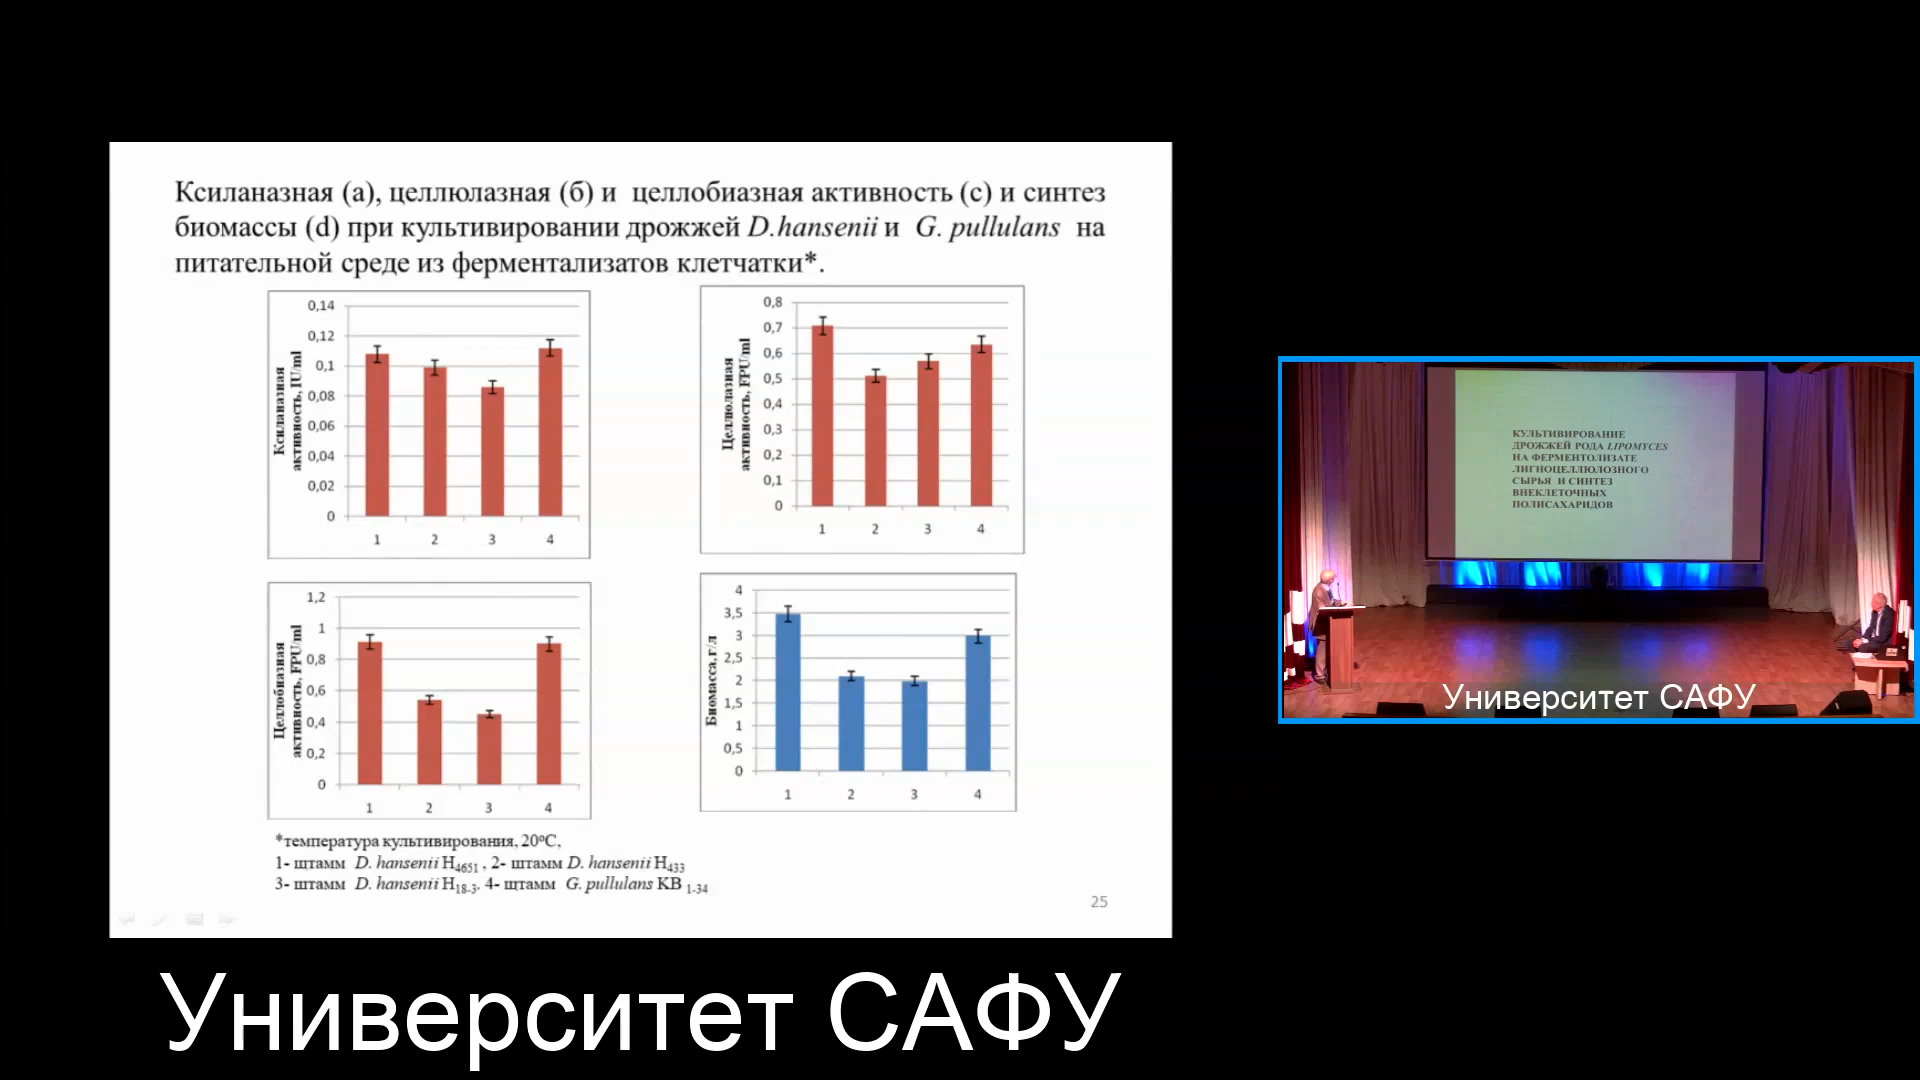 Ксиланазная (а), целлюлазная (б) и целлобиазная активность (с) и синтез
биомассы (d) при культивировании дрожжей D.hansenii и G. pullulans на
питательной среде из ферментализатов клетчатки*.
Ксиланазная
активность, IU/ml
0,14
0,12
0,1
0,08
0,06
0,04
0,02
0
1 2 3 4
Целлюлазная
активность, FPU/ml
0,8
0,7
0,6
0,5
0,4
0,3
0,2
0,1
0
1 2 3 4
Целлобиазная
активность, FPU/ml
1,2
1
0,8
0,6
0,4
0,2
0
1 2 3 4
Биомасса, г/л
4
3,5
3
2,5
2
1,5
1
0,5
0
1 2 3 4
*температура культивирования, 20°С,
1- штамм D. hansenii H4651 , 2- штамм D. hansenii H433
3- штамм D. hansenii H18-3. 4- штамм G. pullulans KB 1-34
25
Университет САФУ
КУЛЬТИВИРОВАНИЕ
ДРОЖЖЕЙ РОДА LIPOMYCES
НА ФЕРМЕНТОЛИЗАТЕ
ЛИГНОЦЕЛЛЮЛОЗНОГО
СЫРЬЯ И СИНТЕЗ
ВНЕКЛЕТОЧНЫХ
ПОЛИСАХАРИДОВ
Университет САФУ